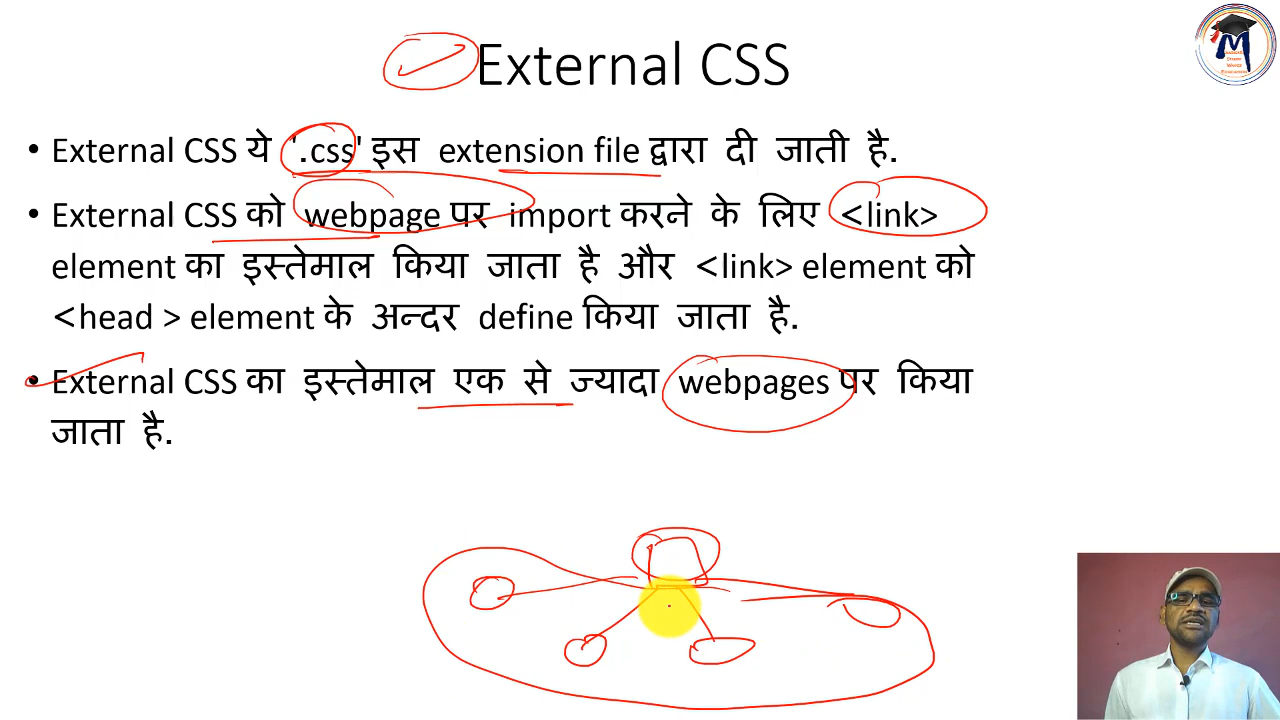 External CSS
• External CSS ये '.css' इस extension file द्वारा दी जाती है.
• External CSS को webpage पर import करने के लिए <link>
element का इस्तेमाल किया जाता है और <link> element को
<head > element के अन्दर define किया जाता है.
• External CSS का इस्तेमाल एक से ज्यादा webpages पर किया
जाता है.
M